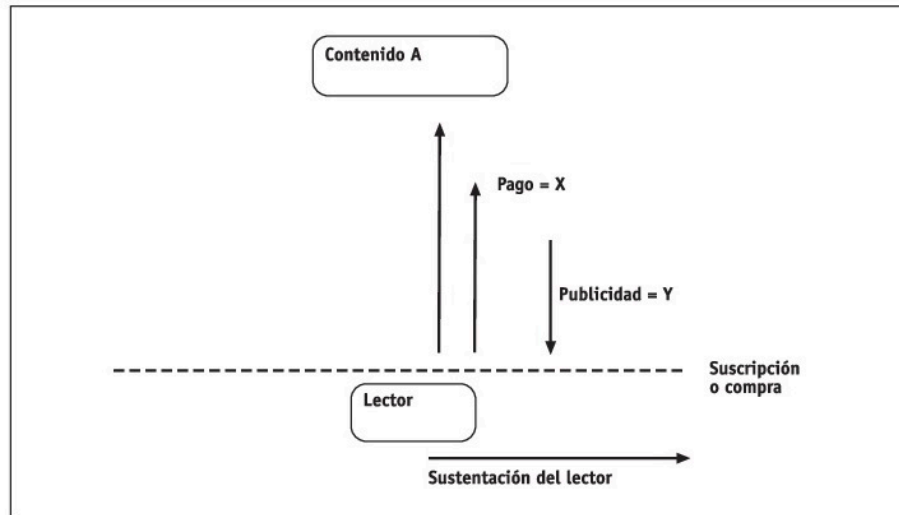 Contenido A
Pago = X
Publicidad = Y
Suscripción
o compra
Lector
Sustentación del lector